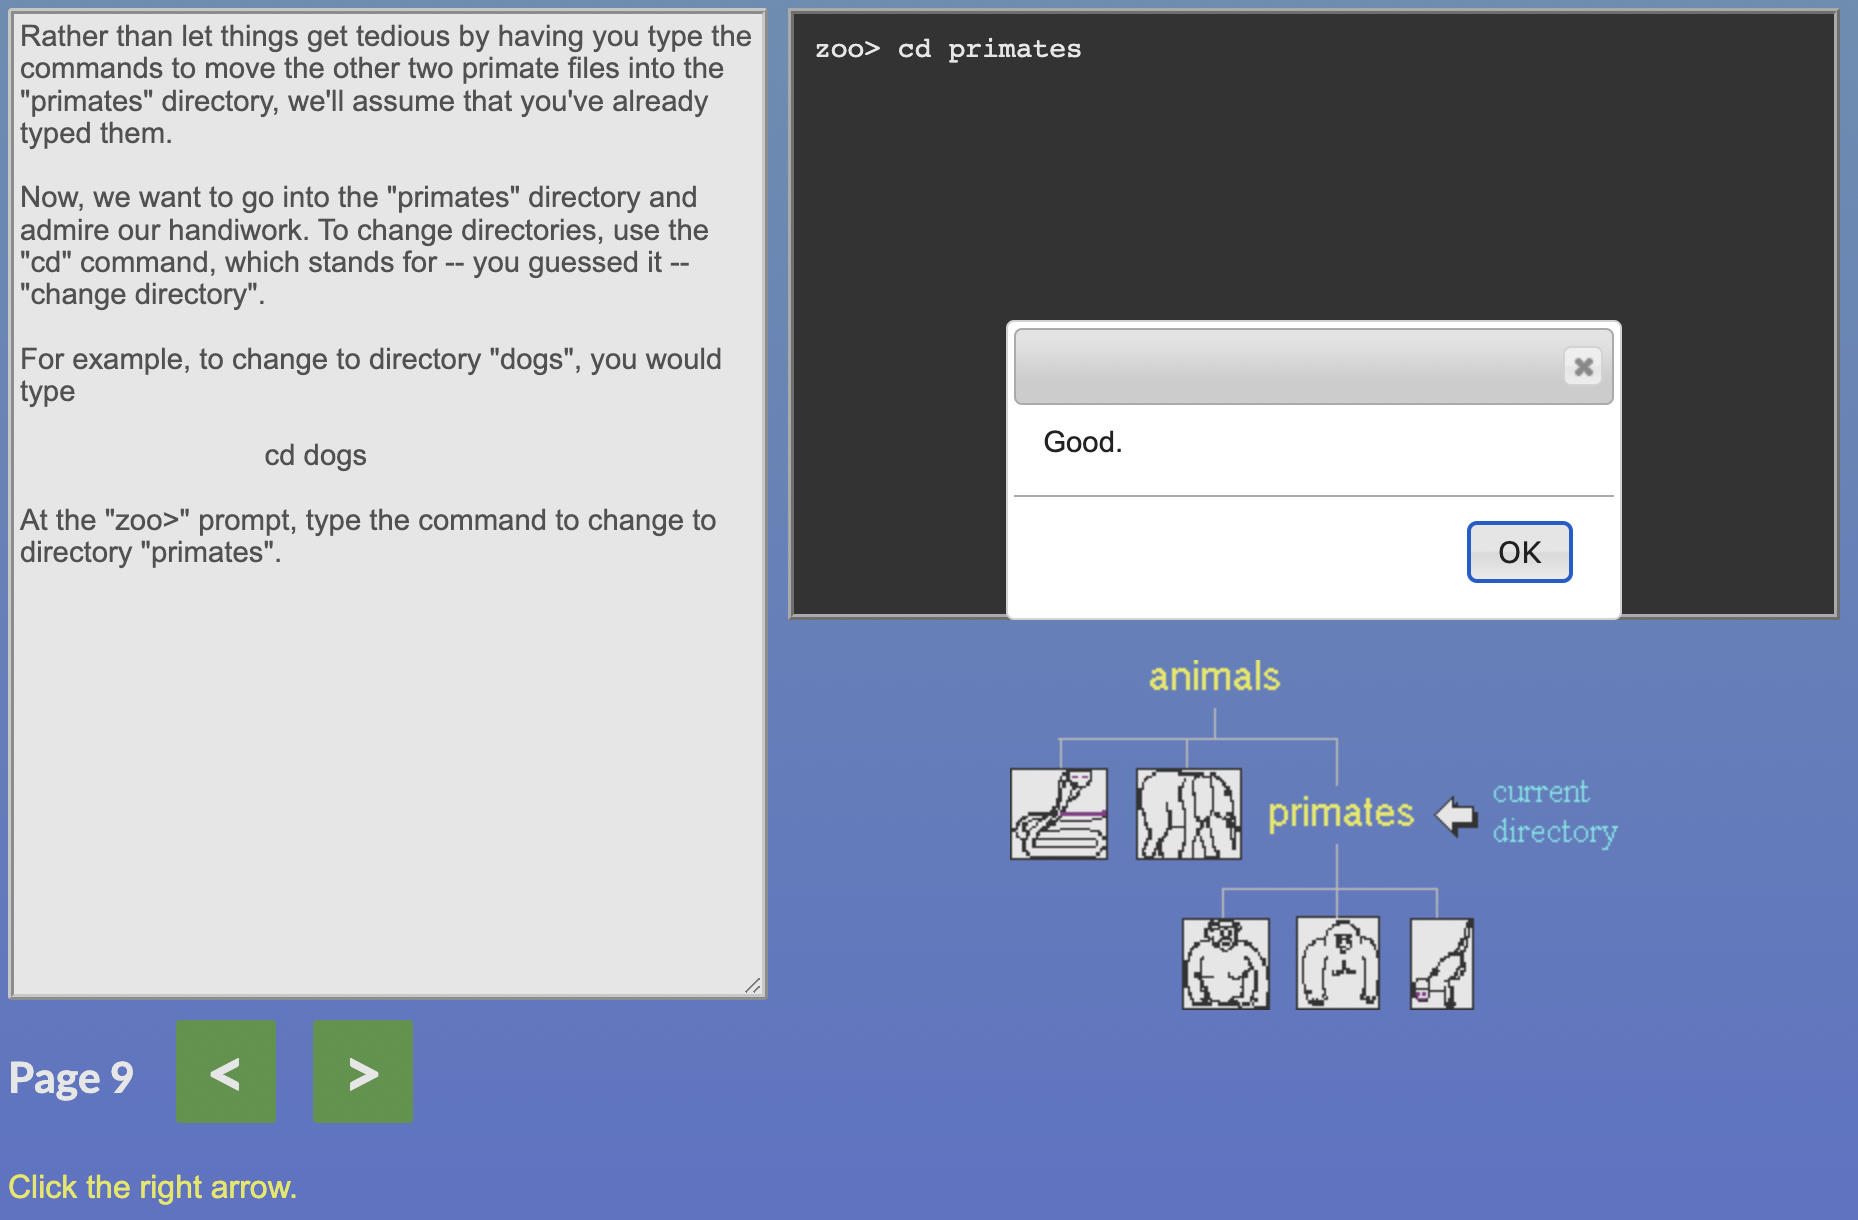 Rather than let things get tedious by having you type the
commands to move the other two primate files into the
"primates" directory, we'll assume that you've already
typed them.
Now, we want to go into the "primates" directory and
admire our handiwork. To change directories, use the
"cd" command, which stands for -- you guessed it --
"change directory".
For example, to change to directory "dogs", you would
type
cd dogs
At the "zoo>" prompt, type the command to change to
directory "primates".
zoo> cd primates
Good.
OK
animals
primates
current
directory
Page 9
<
>
Click the right arrow.